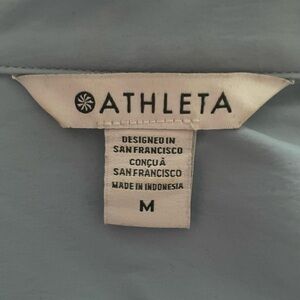 ATHLETA
DESIGNED IN
SAN FRANCISCO
CONÇU À
SAN FRANCISCO
MADE IN INDONESIA
M